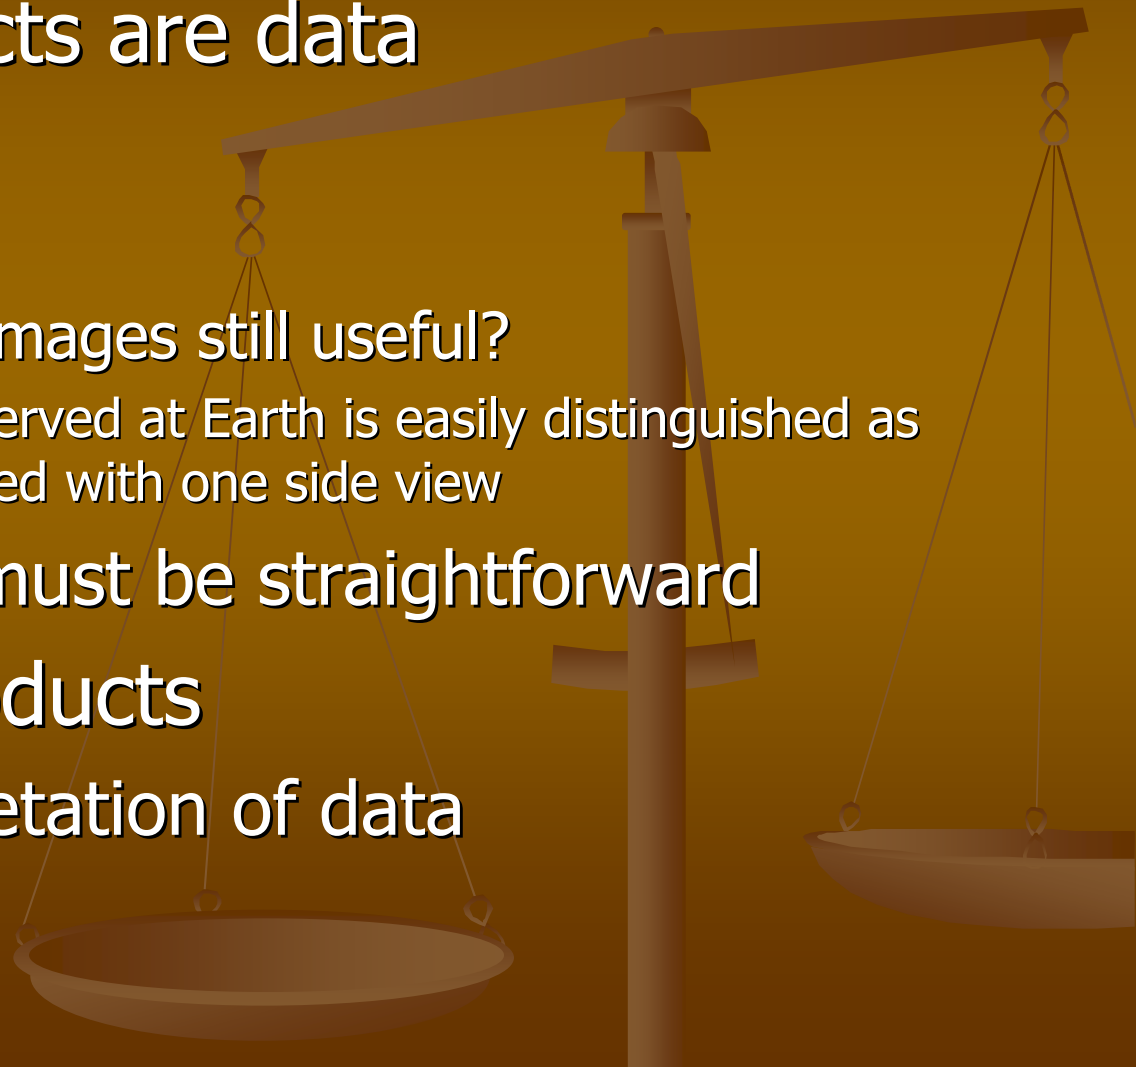 cts are data
mages still useful?
erved at Earth is easily distinguished as
ed with one side view
must be straightforward
ducts
etation of data